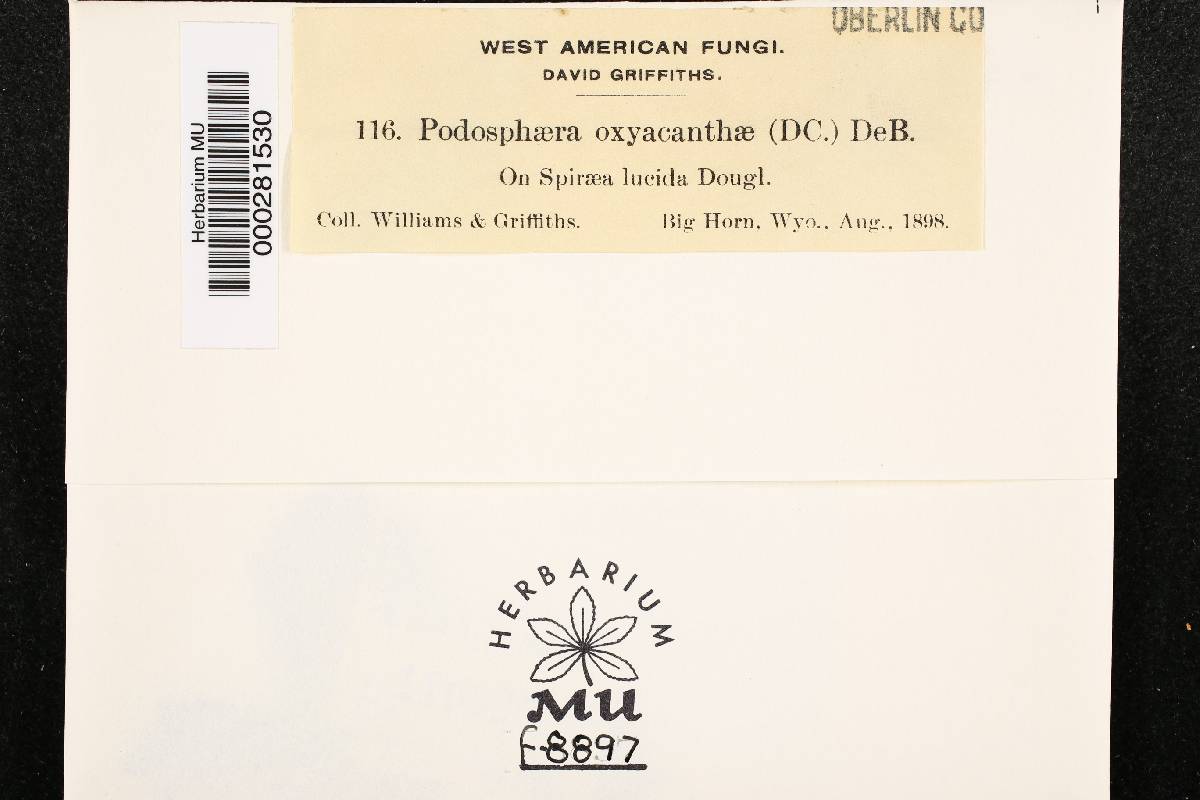 OBERLIN CO
WEST AMERICAN FUNGI.
DAVID GRIFFITHS.
116. Podosphæra oxyacanthæ (DC.) DeB.
On Spiræa lucida Dougl.
Coll. Williams & Griffiths. Big Horn, Wyo., Aug., 1898.
Herbarium MU
000281530
HERBARIUM
MU
F-8897